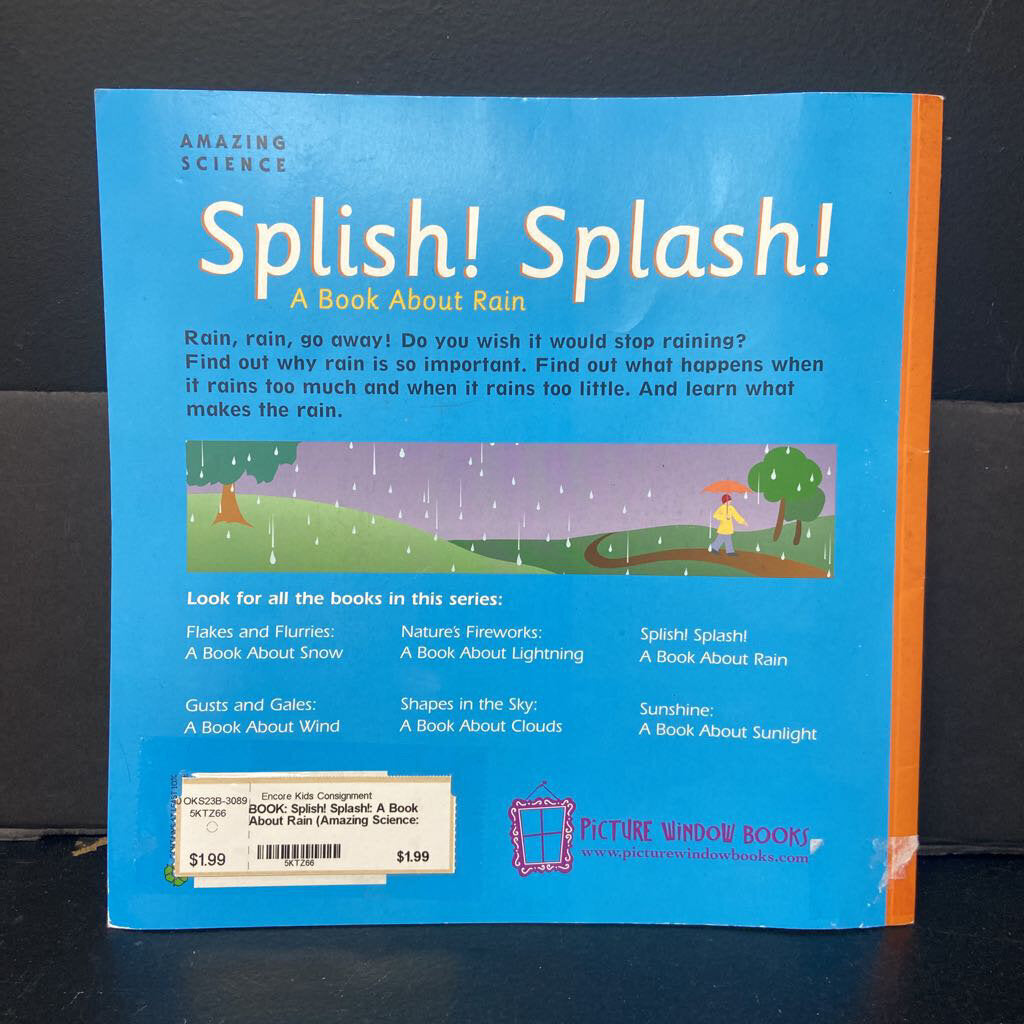 AMAZING
SCIENCE
Splish! Splash!
A Book About Rain
Rain, rain, go away! Do you wish it would stop raining?
Find out why rain is so important. Find out what happens when
it rains too much and when it rains too little. And learn what
makes the rain.
Look for all the books in this series:
Flakes and Flurries:
A Book About Snow
Nature's Fireworks:
A Book About Lightning
Splish! Splash!
A Book About Rain
Gusts and Gales:
A Book About Wind
Shapes in the Sky:
A Book About Clouds
Sunshine:
A Book About Sunlight
OKS23B-3089
5KTZ66
$1.99
Encore Kids Consignment
BOOK: Splish! Splash!: A Book
About Rain (Amazing Science:
5KTZ66
$1.99
PICTURE WINDOW BOOKS
www.picturewindowbooks.com